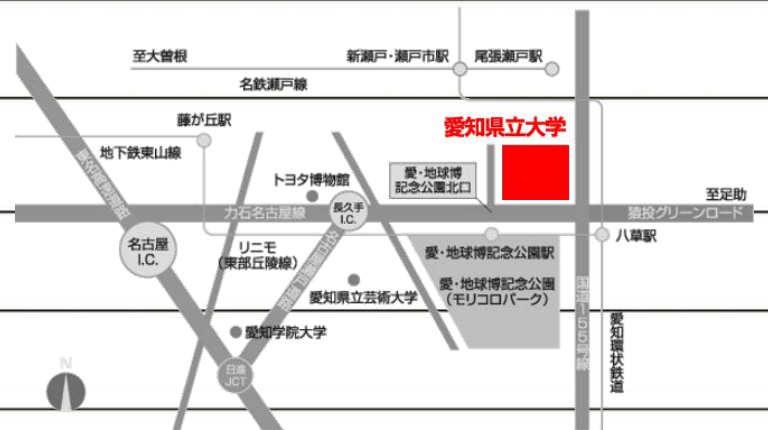 至大曽根
新瀬戸・瀬戸市駅
尾張瀬戸駅
名鉄瀬戸線
藤が丘駅
地下鉄東山線
愛知県立大学
東名高速道路
トヨタ博物館
愛・地球博
記念公園北口
至足助
力石名古屋線
長久手
I.C.
猿投グリーンロード
名古屋
I.C.
リニモ
（東部丘陵線）
愛・地球博記念公園駅
八草駅
愛知県立芸術大学
愛・地球博記念公園
（モリコロパーク）
国道155号線
愛知環状鉄道
愛知学院大学
日進
JCT
N